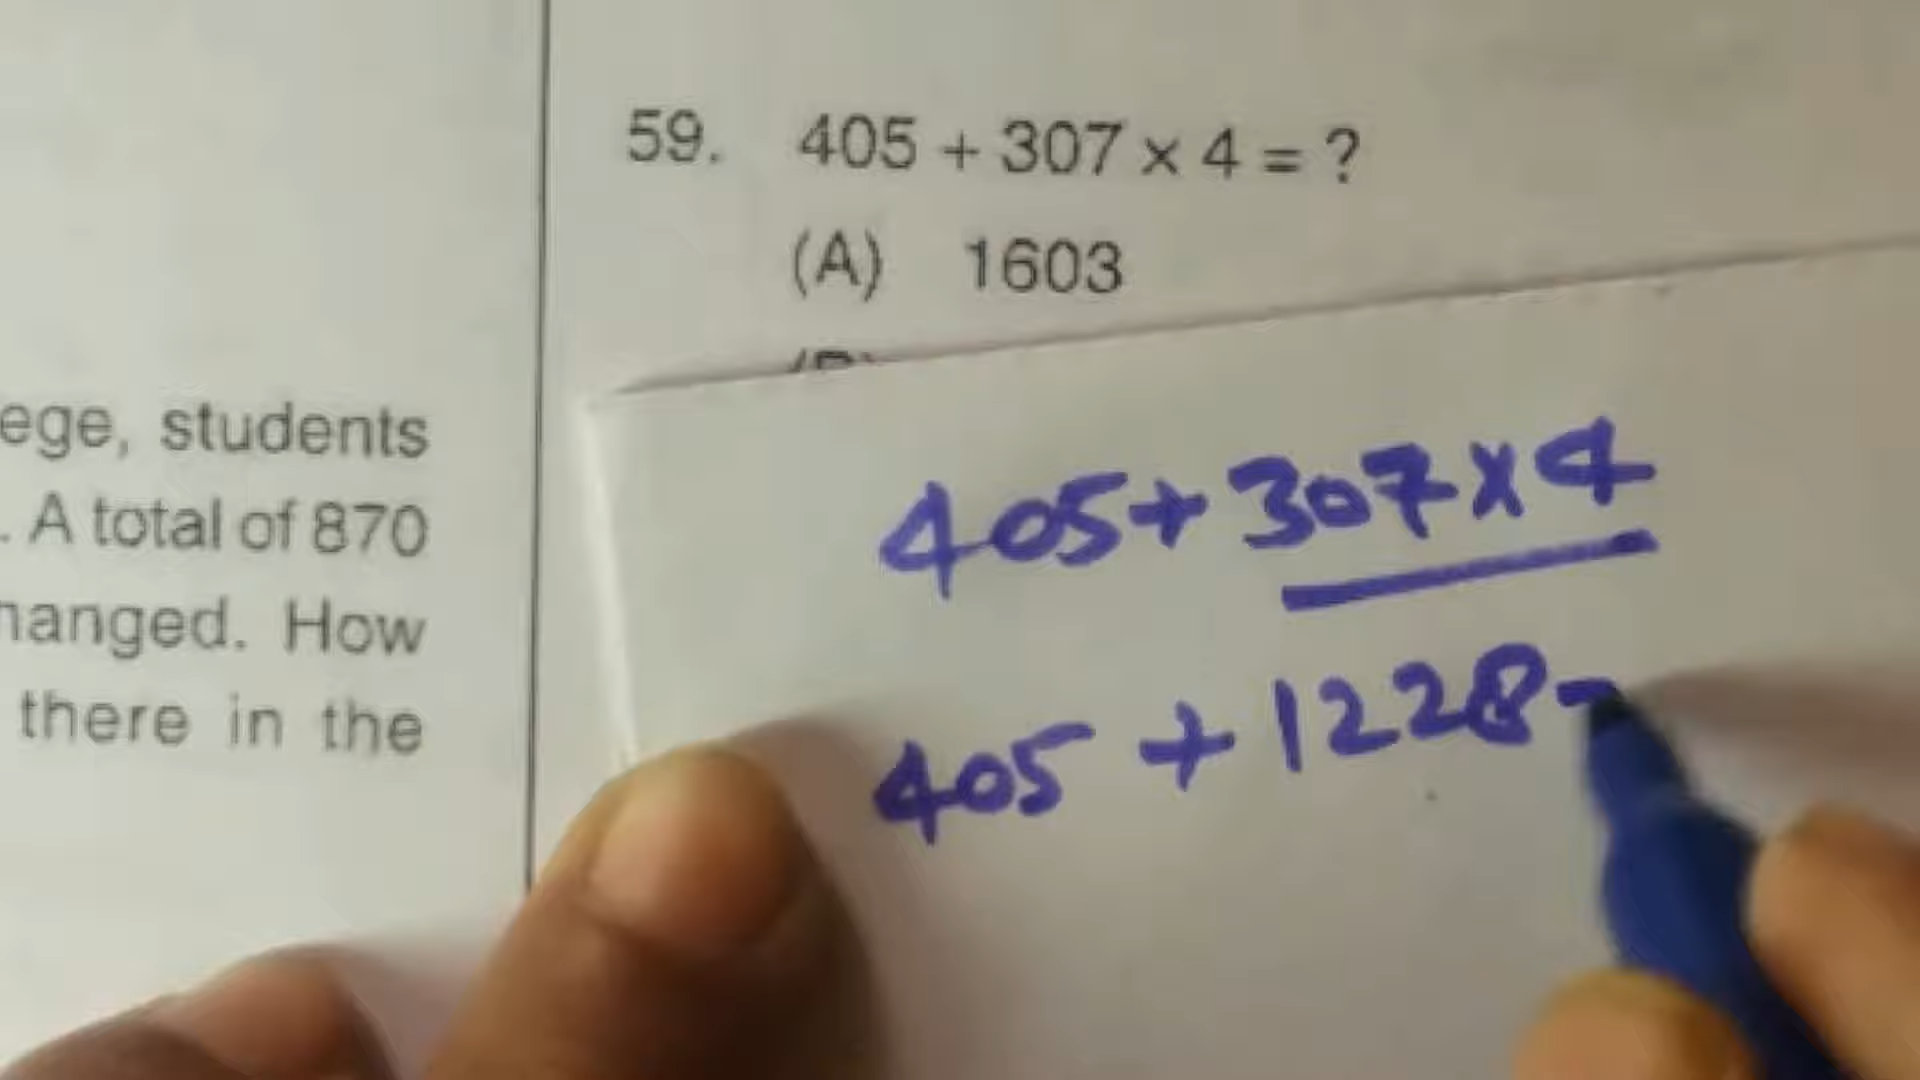 ege, students
. A total of 870
hanged. How
there in the
59. 405 + 307 × 4 = ?
(A) 1603
405+307×4
405 + 1228